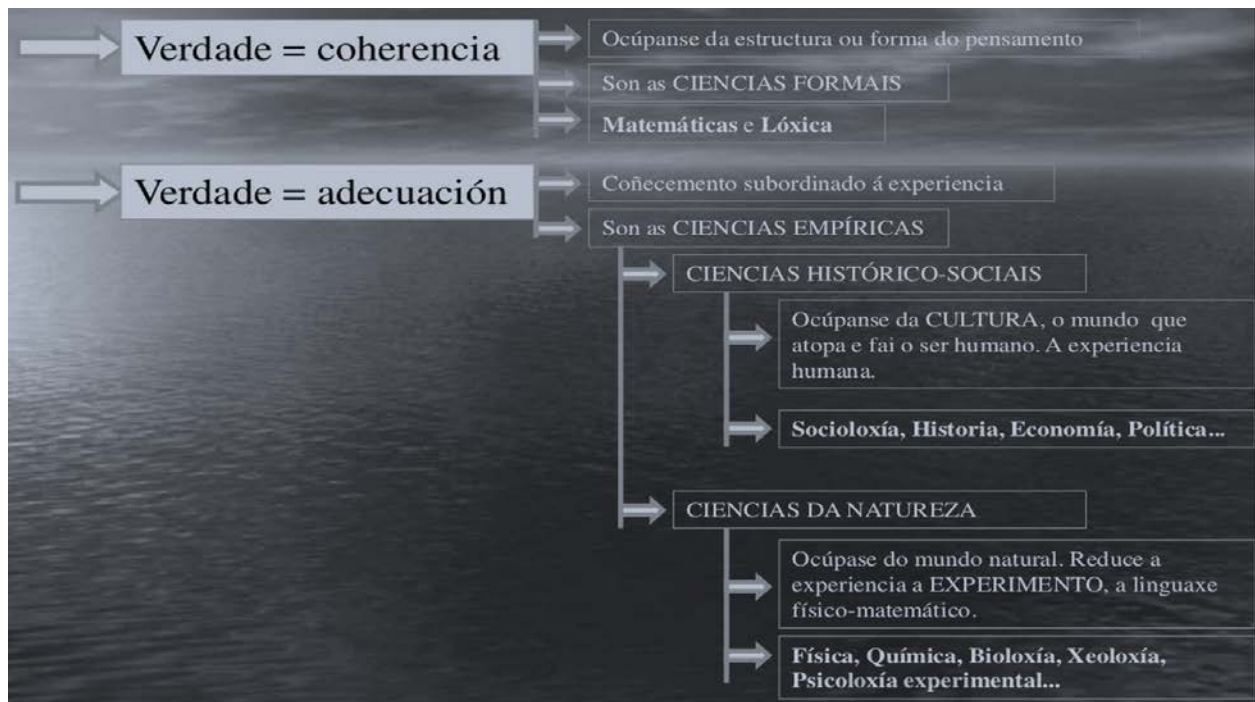 Verdade = coherencia
Ocúpanse da estructura ou forma do pensamento
Son as CIENCIAS FORMAIS
Matemáticas e Lóxica
Verdade = adecuación
Coñecemento subordinado á experiencia
Son as CIENCIAS EMPÍRICAS
CIENCIAS HISTÓRICO-SOCIAIS
Ocúpanse da CULTURA, o mundo que
atopa e fai o ser humano. A experiencia
humana.
Socioloxía, Historia, Economía, Política...
CIENCIAS DA NATUREZA
Ocúpase do mundo natural. Reduce a
experiencia a EXPERIMENTO, a linguaxe
físico-matemático.
Física, Química, Bioloxía, Xeoloxía,
Psicoloxía experimental...